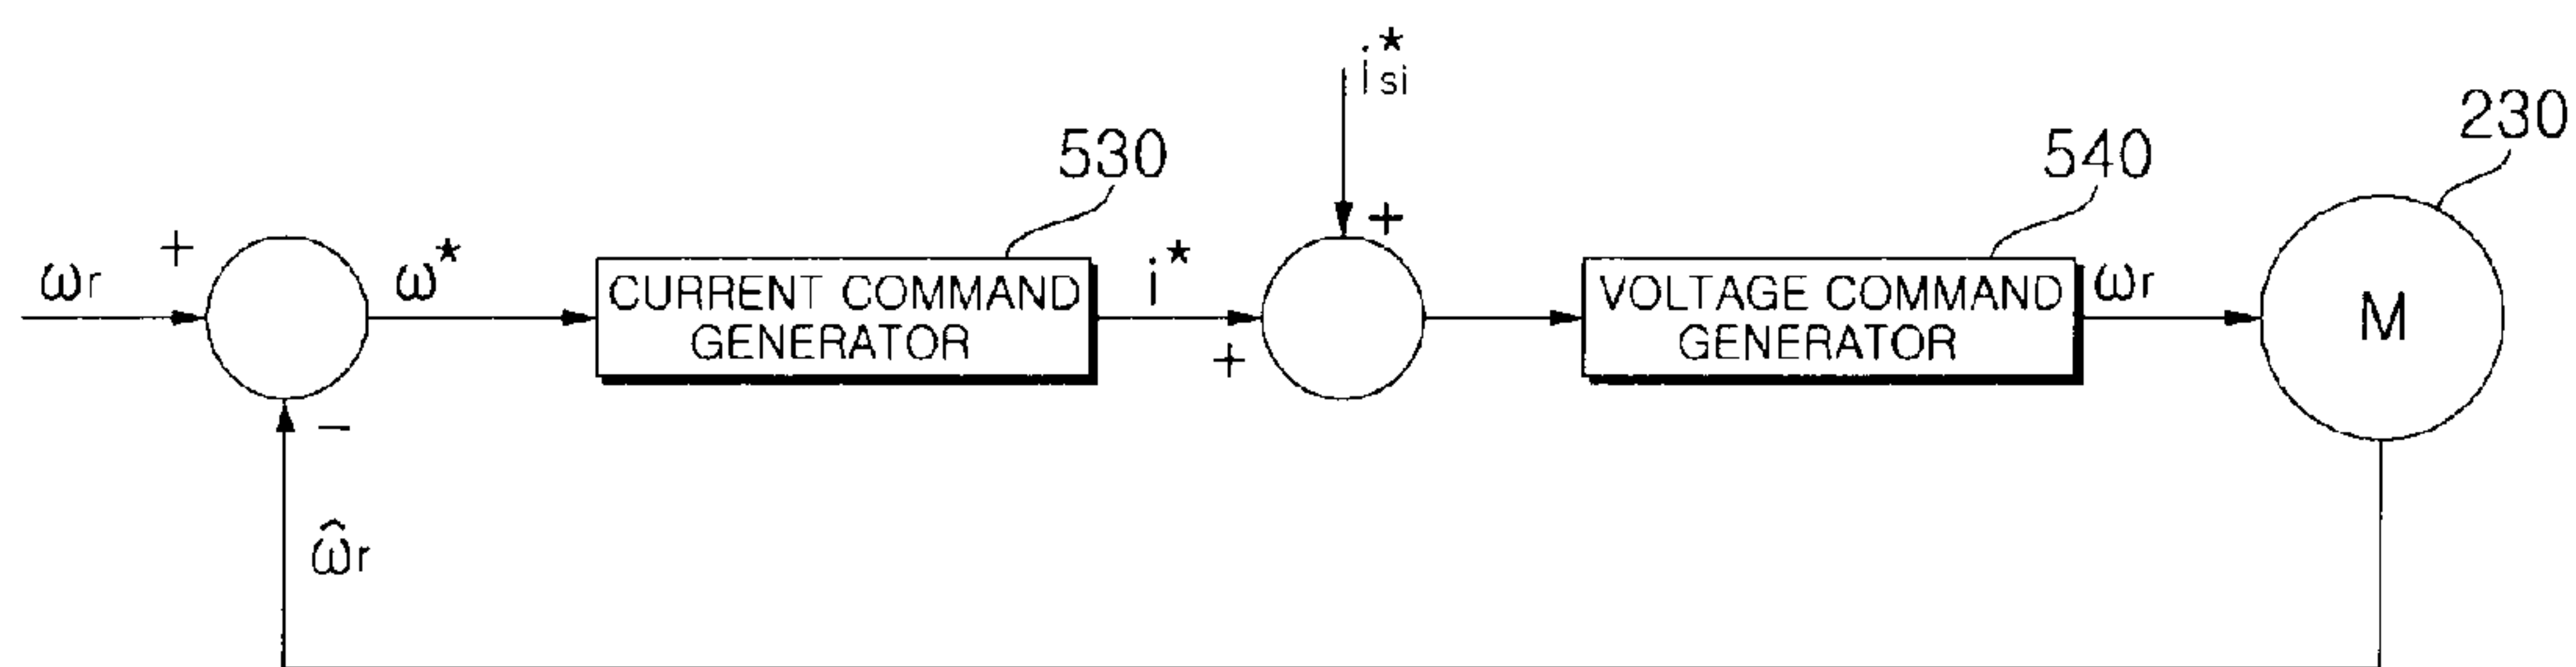 i*si
530
540
230
ωr
+
ω*
CURRENT COMMAND
GENERATOR
i*
+
+
VOLTAGE COMMAND
GENERATOR
ωr
M
−
ω̂r